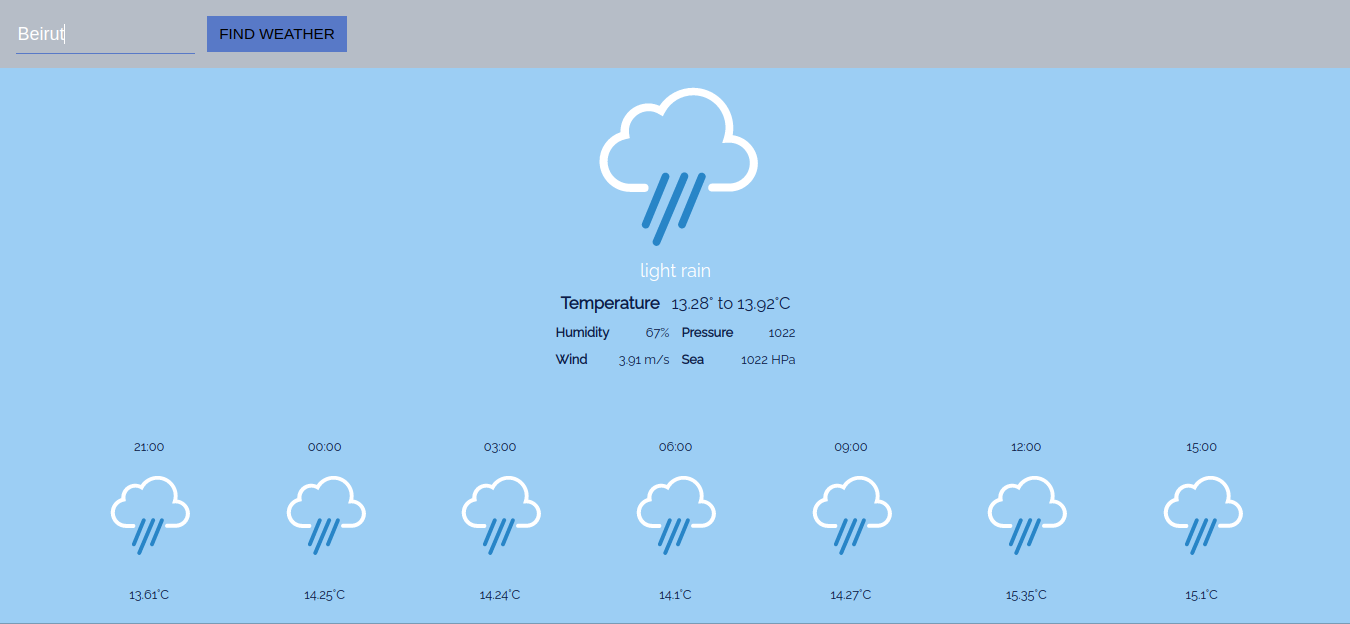 Beirut FIND WEATHER
light rain
Temperature 13.28° to 13.92°C
Humidity 67% Pressure 1022
Wind 3.91 m/s Sea 1022 HPa
21:00 00:00 03:00 06:00 09:00 12:00 15:00
13.61°C 14.25°C 14.24°C 14.1°C 14.27°C 15.35°C 15.1°C